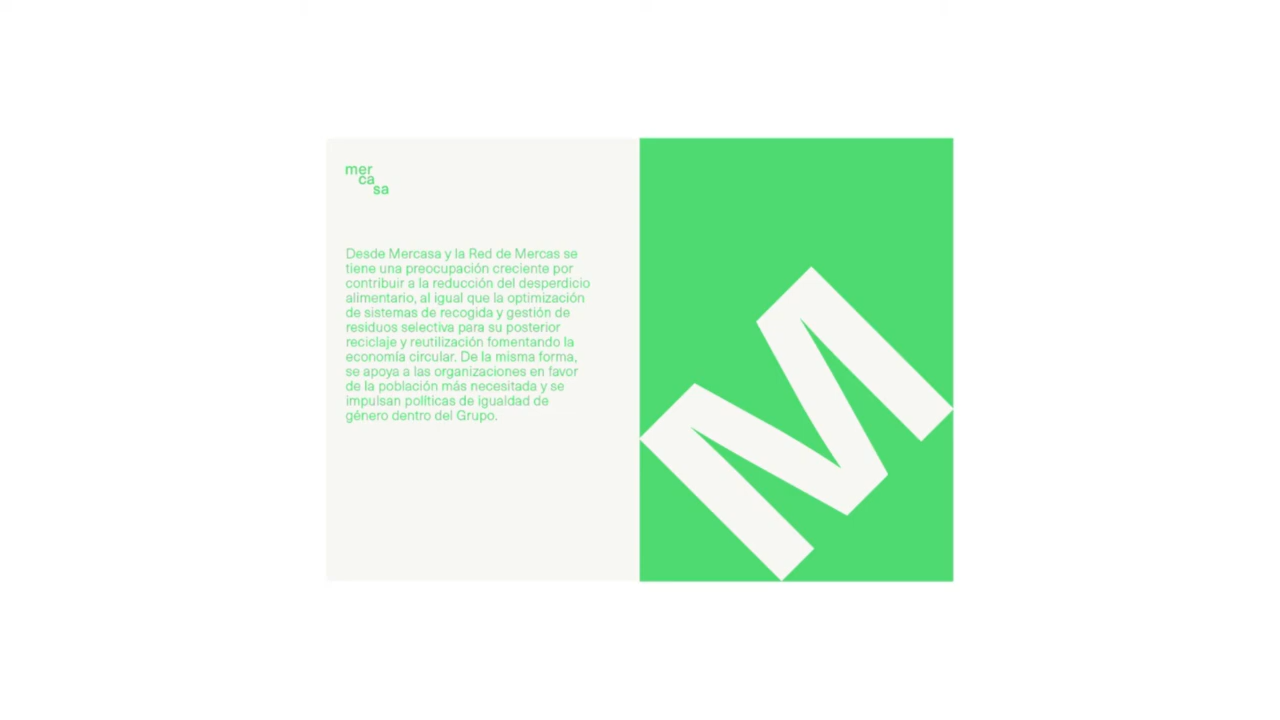 mer
ca
sa
Desde Mercasa y la Red de Mercas se
tiene una preocupación creciente por
contribuir a la reducción del desperdicio
alimentario, al igual que la optimización
de sistemas de recogida y gestión de
residuos selectiva para su posterior
reciclaje y reutilización fomentando la
economía circular. De la misma forma,
se apoya a las organizaciones en favor
de la población más necesitada y se
impulsan políticas de igualdad de
género dentro del Grupo.
M